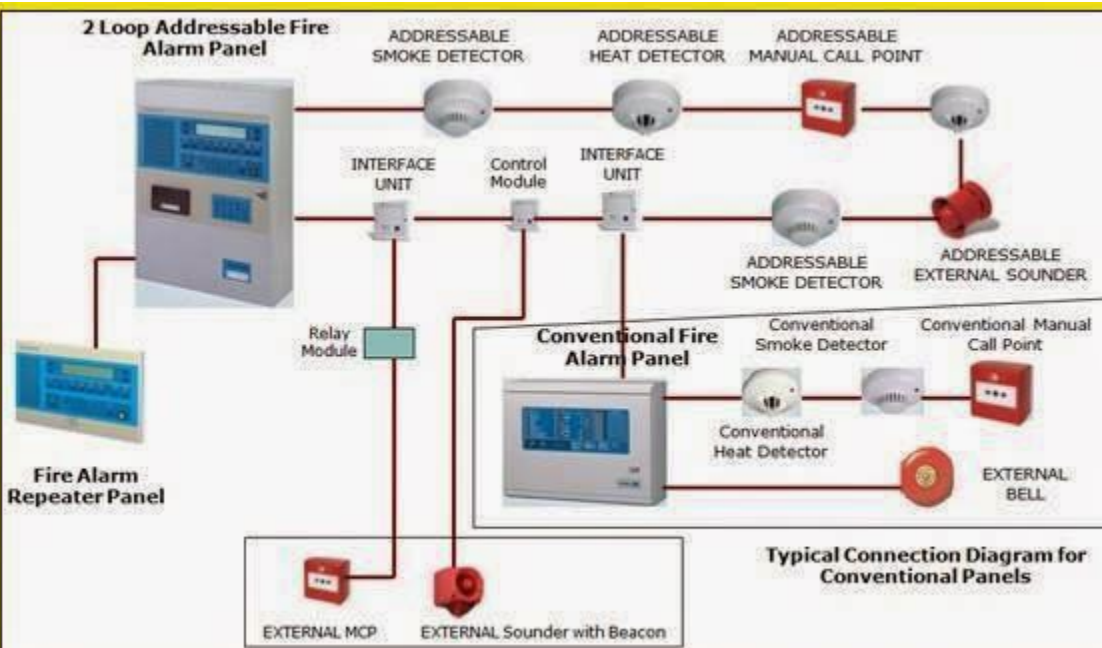 2 Loop Addressable Fire
Alarm Panel
ADDRESSABLE
SMOKE DETECTOR
ADDRESSABLE
HEAT DETECTOR
ADDRESSABLE
MANUAL CALL POINT
INTERFACE
UNIT
Control
Module
INTERFACE
UNIT
ADDRESSABLE
SMOKE DETECTOR
ADDRESSABLE
EXTERNAL SOUNDER
Relay
Module
Conventional Fire
Alarm Panel
Conventional
Smoke Detector
Conventional Manual
Call Point
Conventional
Heat Detector
Fire Alarm
Repeater Panel
EXTERNAL
BELL
Typical Connection Diagram for
Conventional Panels
EXTERNAL MCP
EXTERNAL Sounder with Beacon